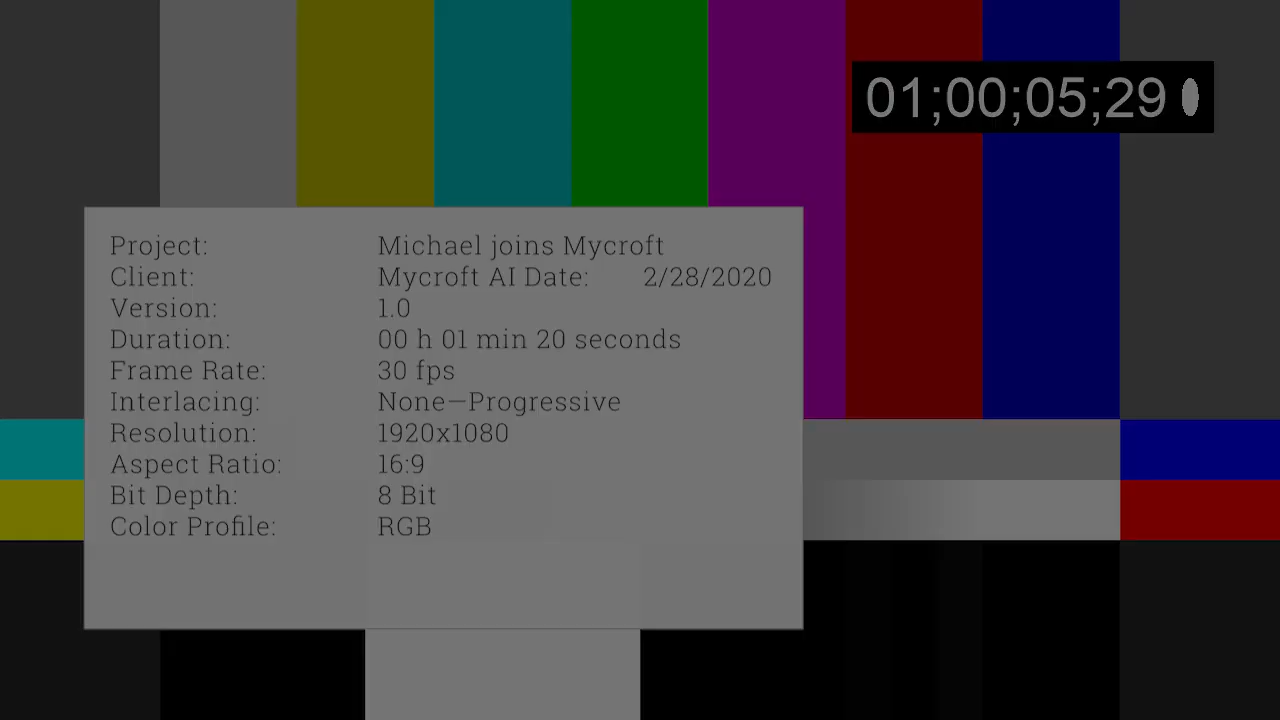 01;00;05;29
Project: Michael joins Mycroft
Client: Mycroft AI Date: 2/28/2020
Version: 1.0
Duration: 00 h 01 min 20 seconds
Frame Rate: 30 fps
Interlacing: None—Progressive
Resolution: 1920x1080
Aspect Ratio: 16:9
Bit Depth: 8 Bit
Color Profile: RGB